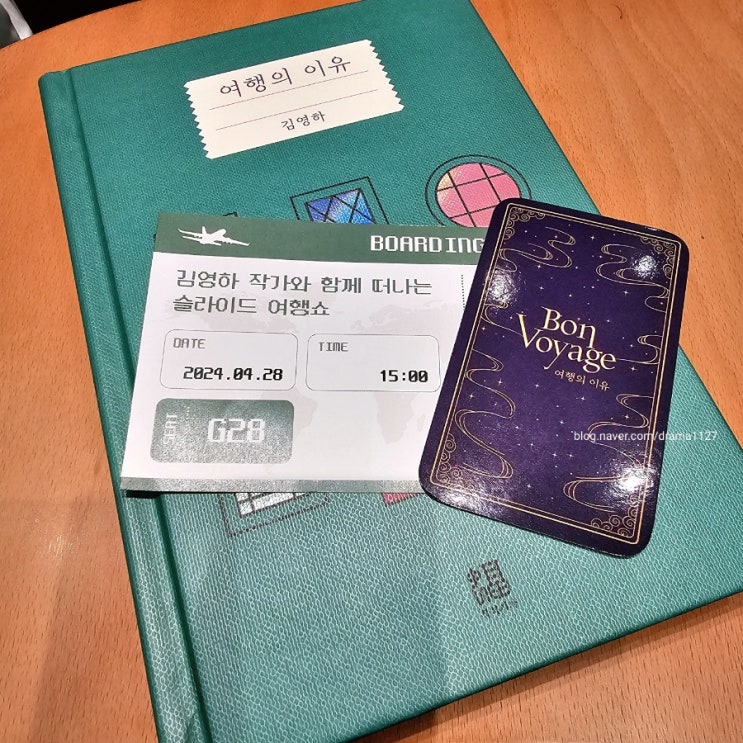 여행의 이유
김영하
BOARDING
김영하 작가와 함께 떠나는
슬라이드 여행쇼
DATE
2024.04.28
TIME
15:00
SEAT
G28
Bon
Voyage
여행의 이유
blog.naver.com/drama1127